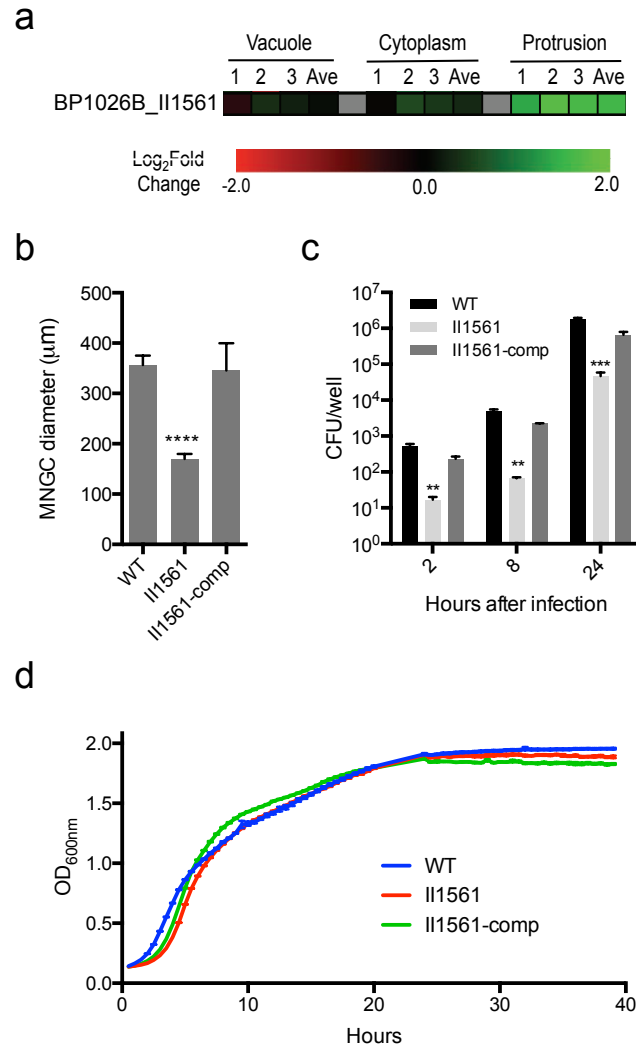 a
Vacuole Cytoplasm Protrusion
1 2 3 Ave 1 2 3 Ave 1 2 3 Ave
BP1026B_II1561
Log2Fold Change
-2.0 0.0 2.0
b
MNGC diameter (μm)
500
400
300
200
100
0
****
WT II1561 II1561-comp
c
CFU/well
10⁷
10⁶
10⁵
10⁴
10³
10²
10¹
10⁰
WT
II1561
II1561-comp
** ** ***
2 8 24
Hours after infection
d
OD600nm
2.0
1.5
1.0
0.5
0.0
WT
II1561
II1561-comp
0 10 20 30 40
Hours